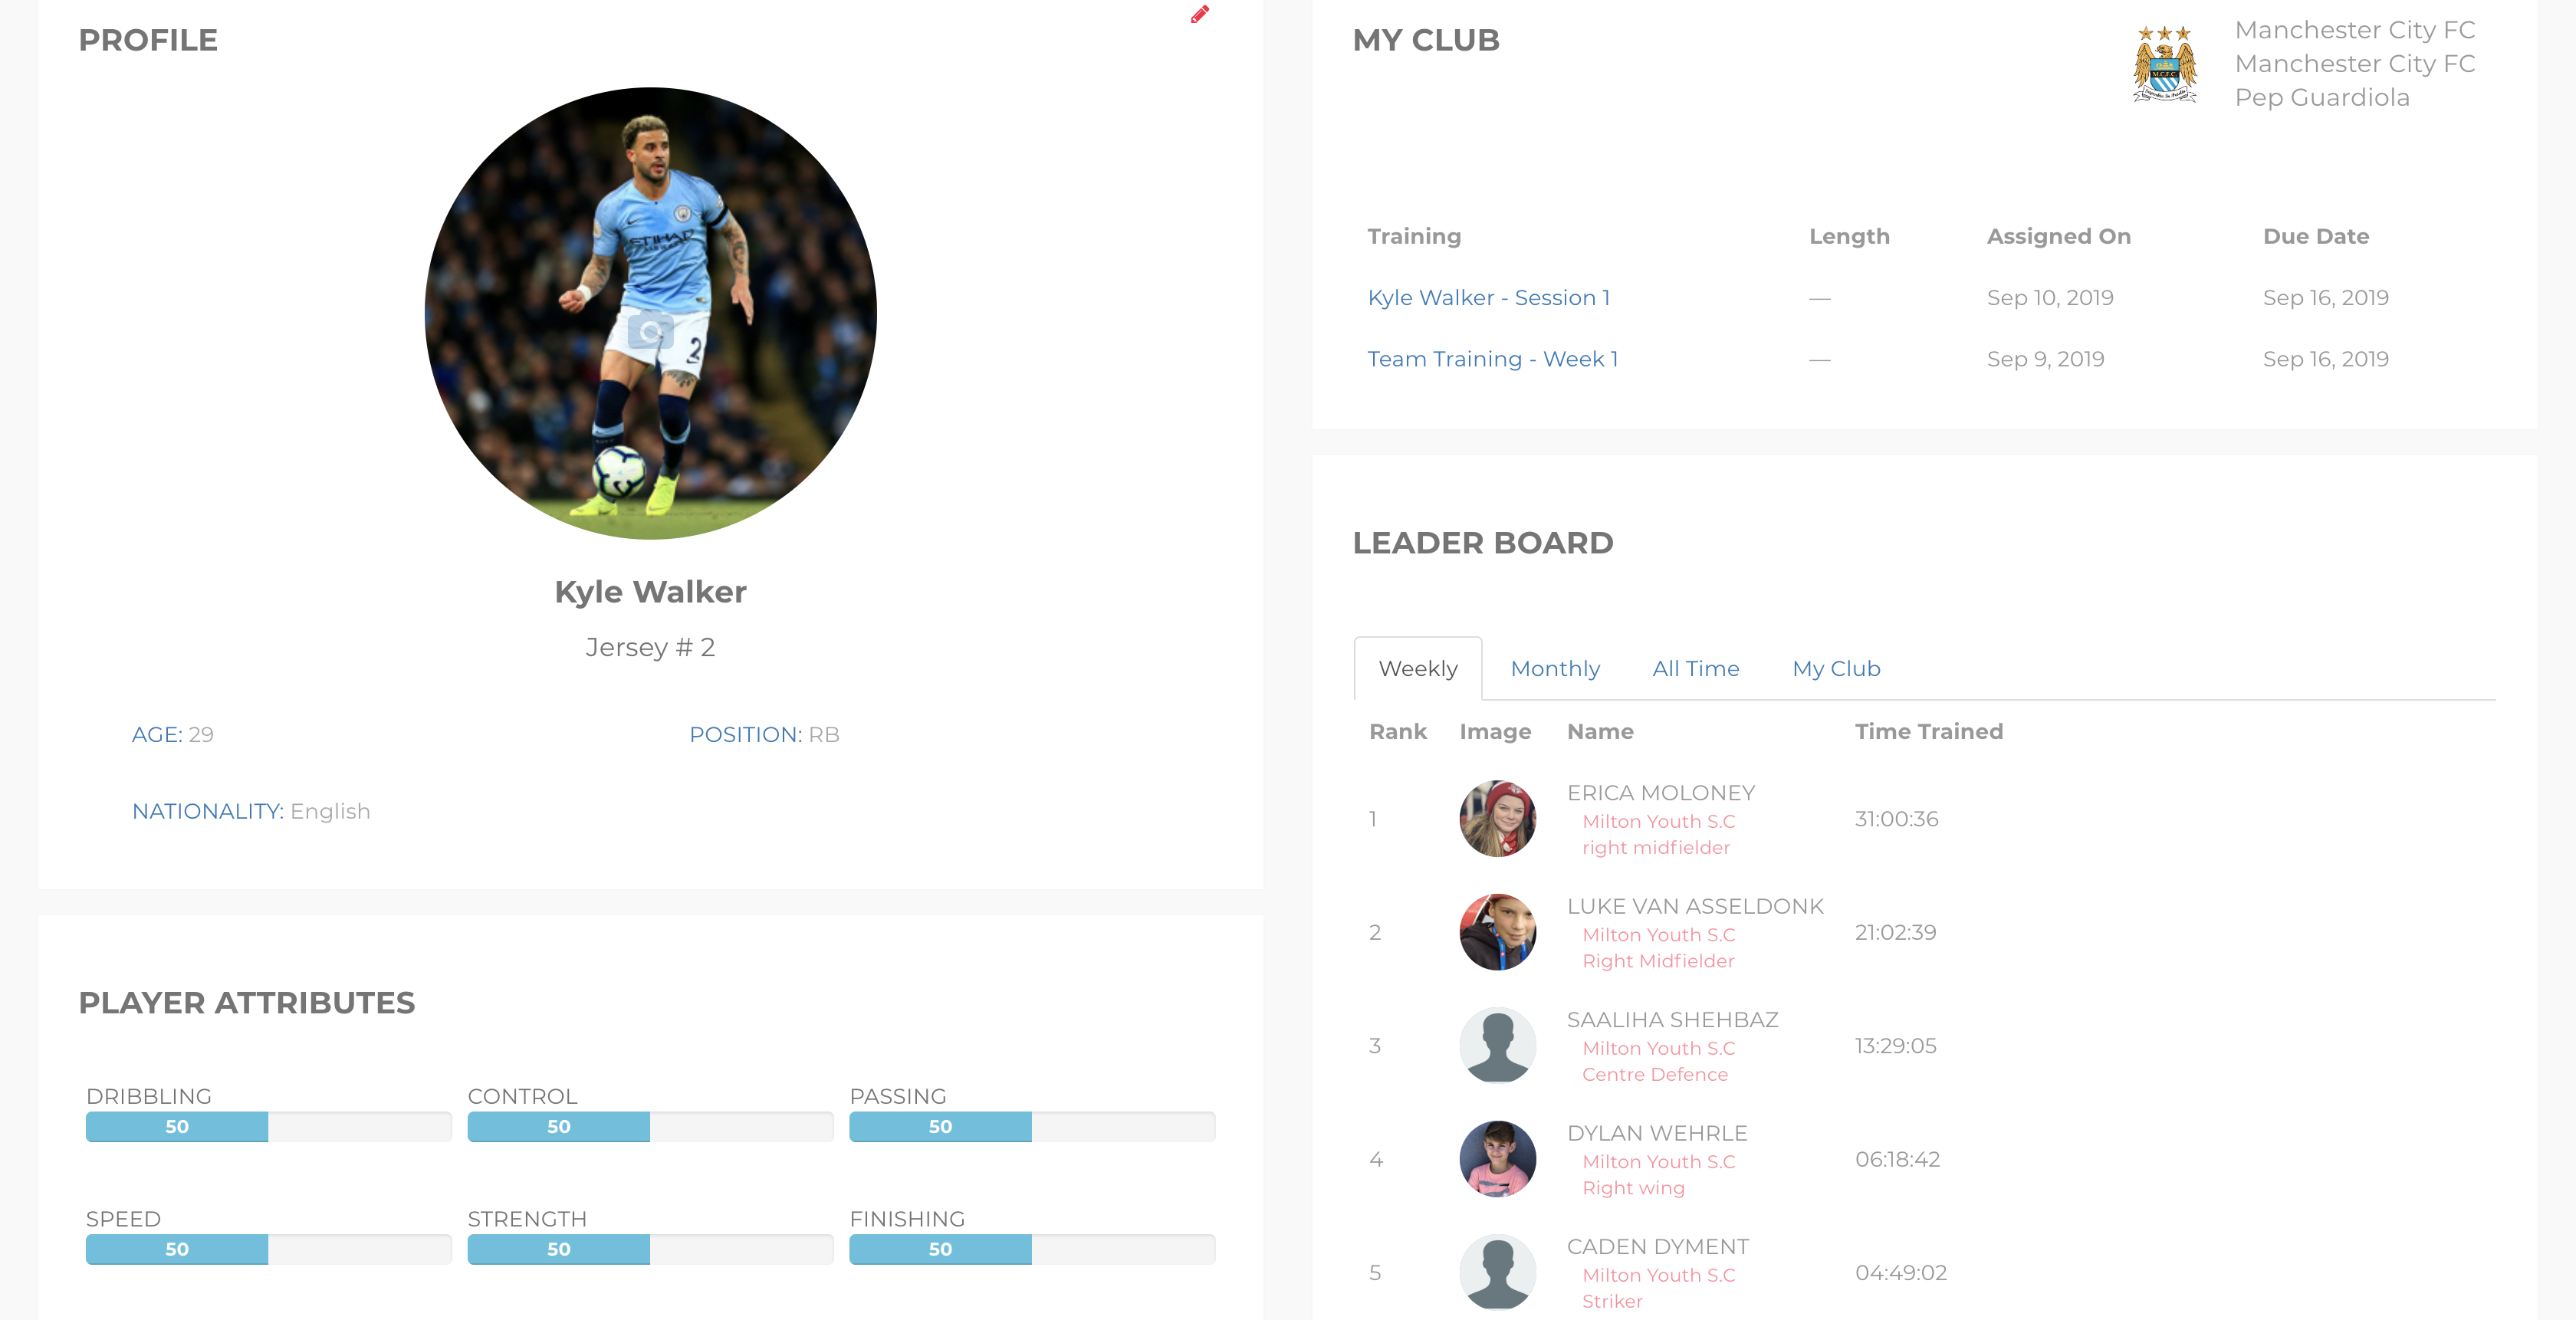 PROFILE
ETIHAD
AIRWAYS
2
Kyle Walker
Jersey # 2
AGE: 29
POSITION: RB
NATIONALITY: English
PLAYER ATTRIBUTES
DRIBBLING
50
CONTROL
50
PASSING
50
SPEED
50
STRENGTH
50
FINISHING
50
MY CLUB
M.C.F.C.
Manchester City FC
Manchester City FC
Pep Guardiola
Training Length Assigned On Due Date
Kyle Walker - Session 1 — Sep 10, 2019 Sep 16, 2019
Team Training - Week 1 — Sep 9, 2019 Sep 16, 2019
LEADER BOARD
Weekly Monthly All Time My Club
Rank Image Name Time Trained
1 ERICA MOLONEY 31:00:36
Milton Youth S.C
right midfielder
2 LUKE VAN ASSELDONK 21:02:39
Milton Youth S.C
Right Midfielder
3 SAALIHA SHEHBAZ 13:29:05
Milton Youth S.C
Centre Defence
4 DYLAN WEHRLE 06:18:42
Milton Youth S.C
Right wing
5 CADEN DYMENT 04:49:02
Milton Youth S.C
Striker